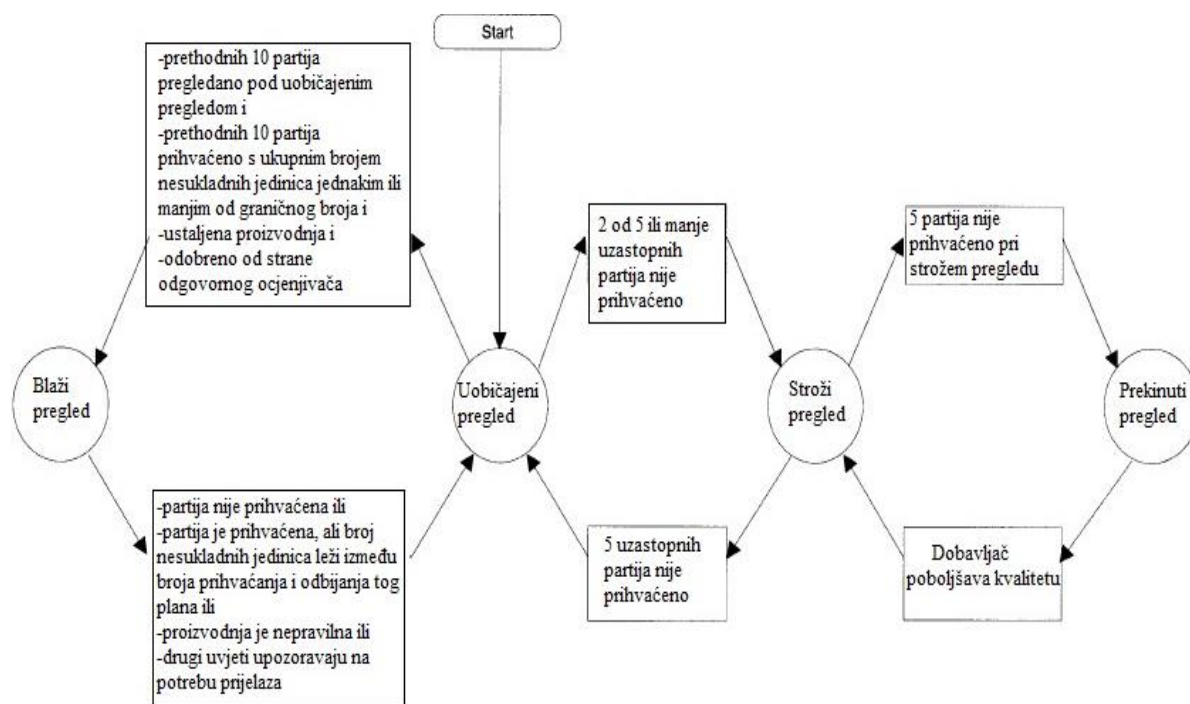 Start
-prethodnih 10 partija
pregledano pod uobičajenim
pregledom i
-prethodnih 10 partija
prihvaćeno s ukupnim brojem
nesukladnih jedinica jednakim ili
manjim od graničnog broja i
-ustaljena proizvodnja i
-odobreno od strane
odgovornog ocjenjivača
2 od 5 ili manje
uzastopnih
partija nije
prihvaćeno
5 partija nije
prihvaćeno pri
strožem pregledu
Blaži
pregled
Uobičajeni
pregled
Stroži
pregled
Prekinuti
pregled
-partija nije prihvaćena ili
-partija je prihvaćena, ali broj
nesukladnih jedinica leži između
broja prihvaćanja i odbijanja tog
plana ili
-proizvodnja je nepravilna ili
-drugi uvjeti upozoravaju na
potrebu prijelaza
5 uzastopnih
partija nije
prihvaćeno
Dobavljač
poboljšava kvalitetu